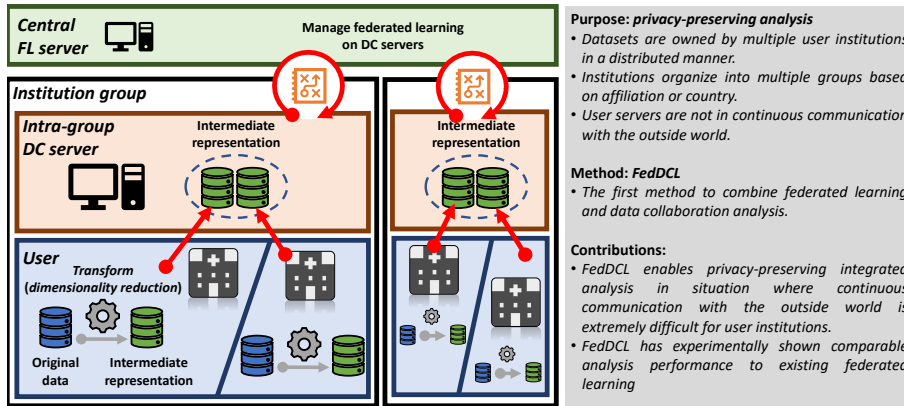 Central
FL server
Manage federated learning
on DC servers
Institution group
Intra-group
DC server
Intermediate
representation
Intermediate
representation
User
Transform
(dimensionality reduction)
Original
data
Intermediate
representation
Purpose: privacy-preserving analysis
• Datasets are owned by multiple user institutions
in a distributed manner.
• Institutions organize into multiple groups based
on affiliation or country.
• User servers are not in continuous communication
with the outside world.
Method: FedDCL
• The first method to combine federated learning
and data collaboration analysis.
Contributions:
• FedDCL enables privacy-preserving integrated
analysis in situation where continuous
communication with the outside world is
extremely difficult for user institutions.
• FedDCL has experimentally shown comparable
analysis performance to existing federated
learning